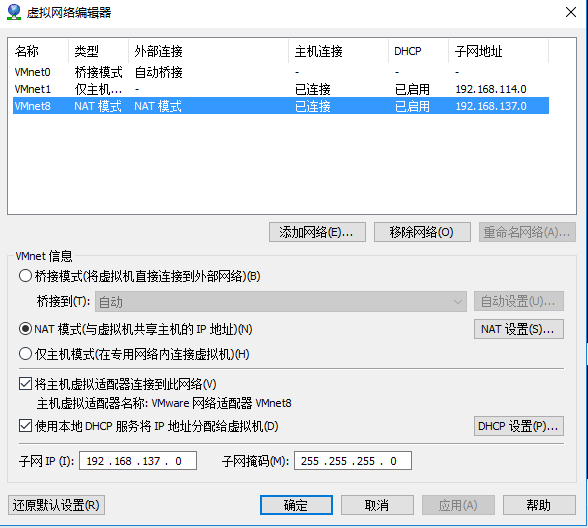 虚拟网络编辑器
名称 类型 外部连接 主机连接 DHCP 子网地址
VMnet0 桥接模式 自动桥接 - - -
VMnet1 仅主机... - 已连接 已启用 192.168.114.0
VMnet8 NAT 模式 NAT 模式 已连接 已启用 192.168.137.0
添加网络(E)... 移除网络(O) 重命名网络(A)...
VMnet 信息
桥接模式(将虚拟机直接连接到外部网络)(B)
桥接到(T): 自动 自动设置(U)...
NAT 模式(与虚拟机共享主机的 IP 地址)(N) NAT 设置(S)...
仅主机模式(在专用网络内连接虚拟机)(H)
将主机虚拟适配器连接到此网络(V)
主机虚拟适配器名称: VMware 网络适配器 VMnet8
使用本地 DHCP 服务将 IP 地址分配给虚拟机(D) DHCP 设置(P)...
子网 IP (I): 192 .168 .137 . 0 子网掩码(M): 255 .255 .255 . 0
还原默认设置(R) 确定 取消 应用(A) 帮助